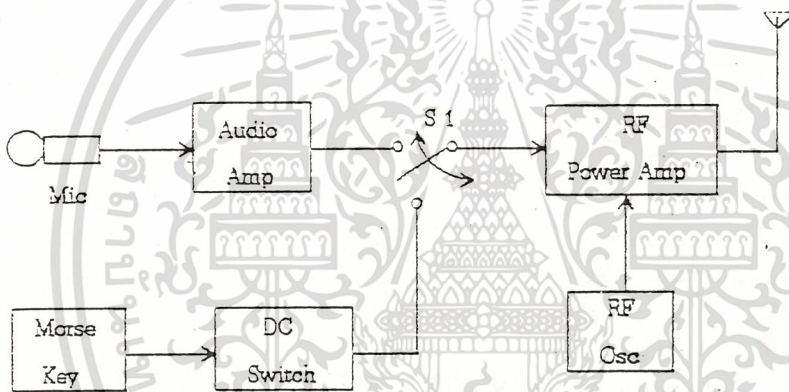 S 1
Audio
Amp
RF
Power Amp
Mic
Morse
Key
DC
Switch
RF
Osc